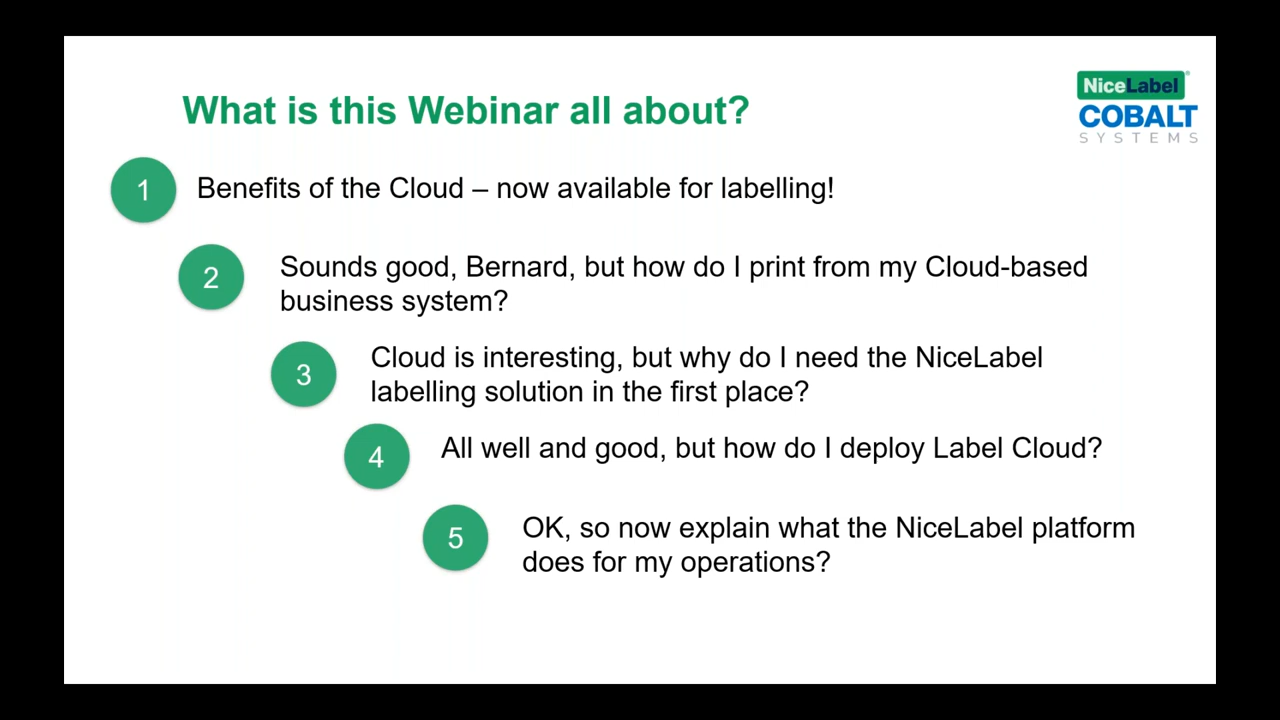 What is this Webinar all about?
NiceLabel®
COBALT
SYSTEMS
1
Benefits of the Cloud – now available for labelling!
2
Sounds good, Bernard, but how do I print from my Cloud-based
business system?
3
Cloud is interesting, but why do I need the NiceLabel
labelling solution in the first place?
4
All well and good, but how do I deploy Label Cloud?
5
OK, so now explain what the NiceLabel platform
does for my operations?